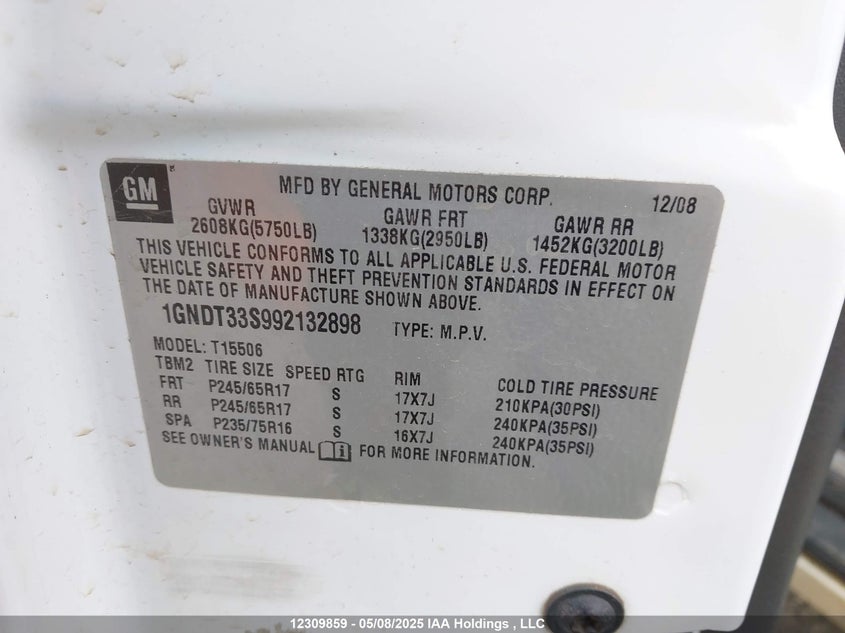 GM
MFD BY GENERAL MOTORS CORP. 12/08
GVWR GAWR FRT GAWR RR
2608KG(5750LB) 1338KG(2950LB) 1452KG(3200LB)
THIS VEHICLE CONFORMS TO ALL APPLICABLE U.S. FEDERAL MOTOR
VEHICLE SAFETY AND THEFT PREVENTION STANDARDS IN EFFECT ON
THE DATE OF MANUFACTURE SHOWN ABOVE.
1GNDT33S992132898 TYPE: M.P.V.
MODEL: T15506
TBM2 TIRE SIZE SPEED RTG RIM COLD TIRE PRESSURE
FRT P245/65R17 S 17X7J 210KPA(30PSI)
RR P245/65R17 S 17X7J 240KPA(35PSI)
SPA P235/75R16 S 16X7J 240KPA(35PSI)
SEE OWNER'S MANUAL FOR MORE INFORMATION.
12309859 - 05/08/2025 IAA Holdings , LLC